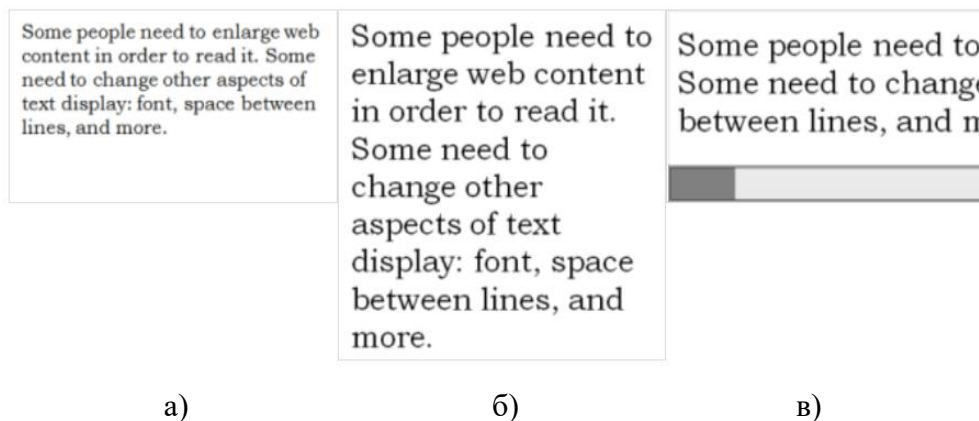 Some people need to enlarge web
content in order to read it. Some
need to change other aspects of
text display: font, space between
lines, and more.
Some people need to
enlarge web content
in order to read it.
Some need to
change other
aspects of text
display: font, space
between lines, and
more.
Some people need to
Some need to change
between lines, and m
а)
б)
в)